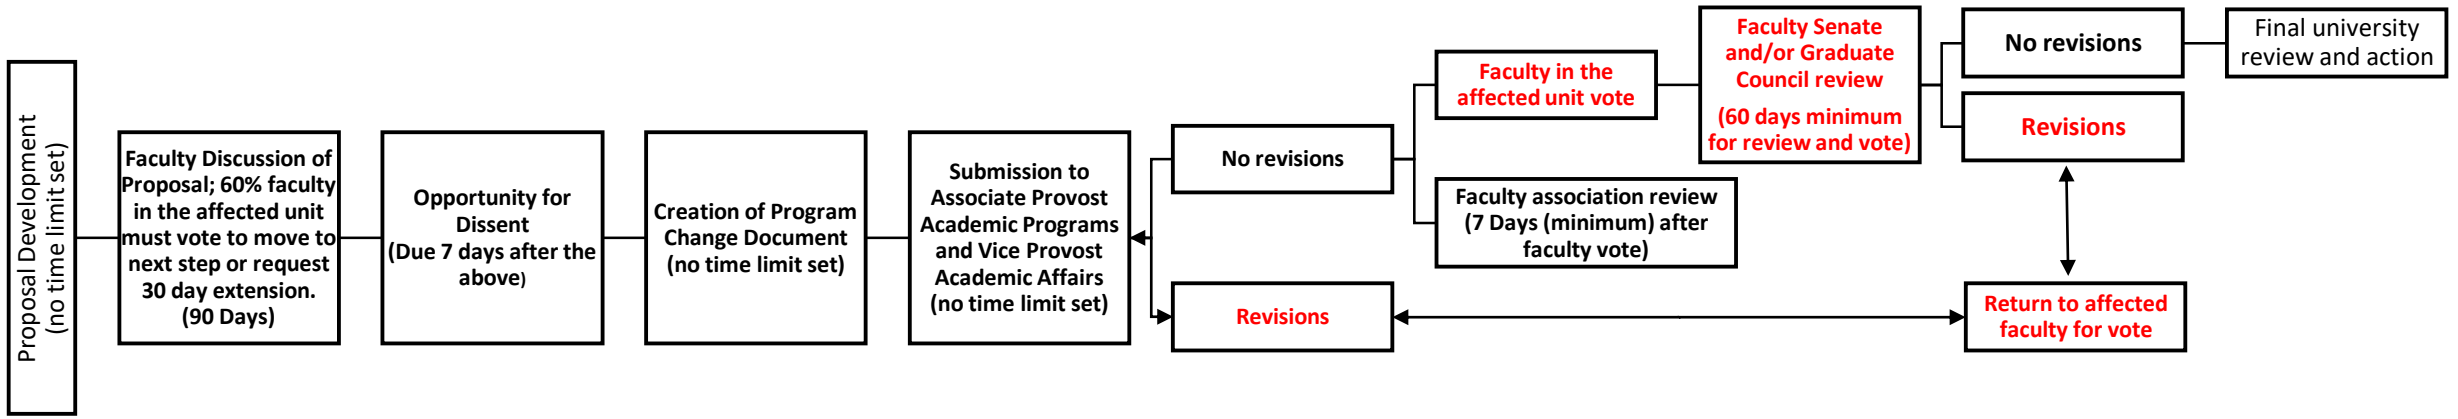 Proposal Development
(no time limit set)
Faculty Discussion of
Proposal; 60% faculty
in the affected unit
must vote to move to
next step or request
30 day extension.
(90 Days)
Opportunity for
Dissent
(Due 7 days after the
above)
Creation of Program
Change Document
(no time limit set)
Submission to
Associate Provost
Academic Programs
and Vice Provost
Academic Affairs
(no time limit set)
No revisions
Faculty in the
affected unit vote
Faculty Senate
and/or Graduate
Council review
(60 days minimum
for review and vote)
No revisions
Final university
review and action
Revisions
Faculty association review
(7 Days (minimum) after
faculty vote)
Revisions
Return to affected
faculty for vote